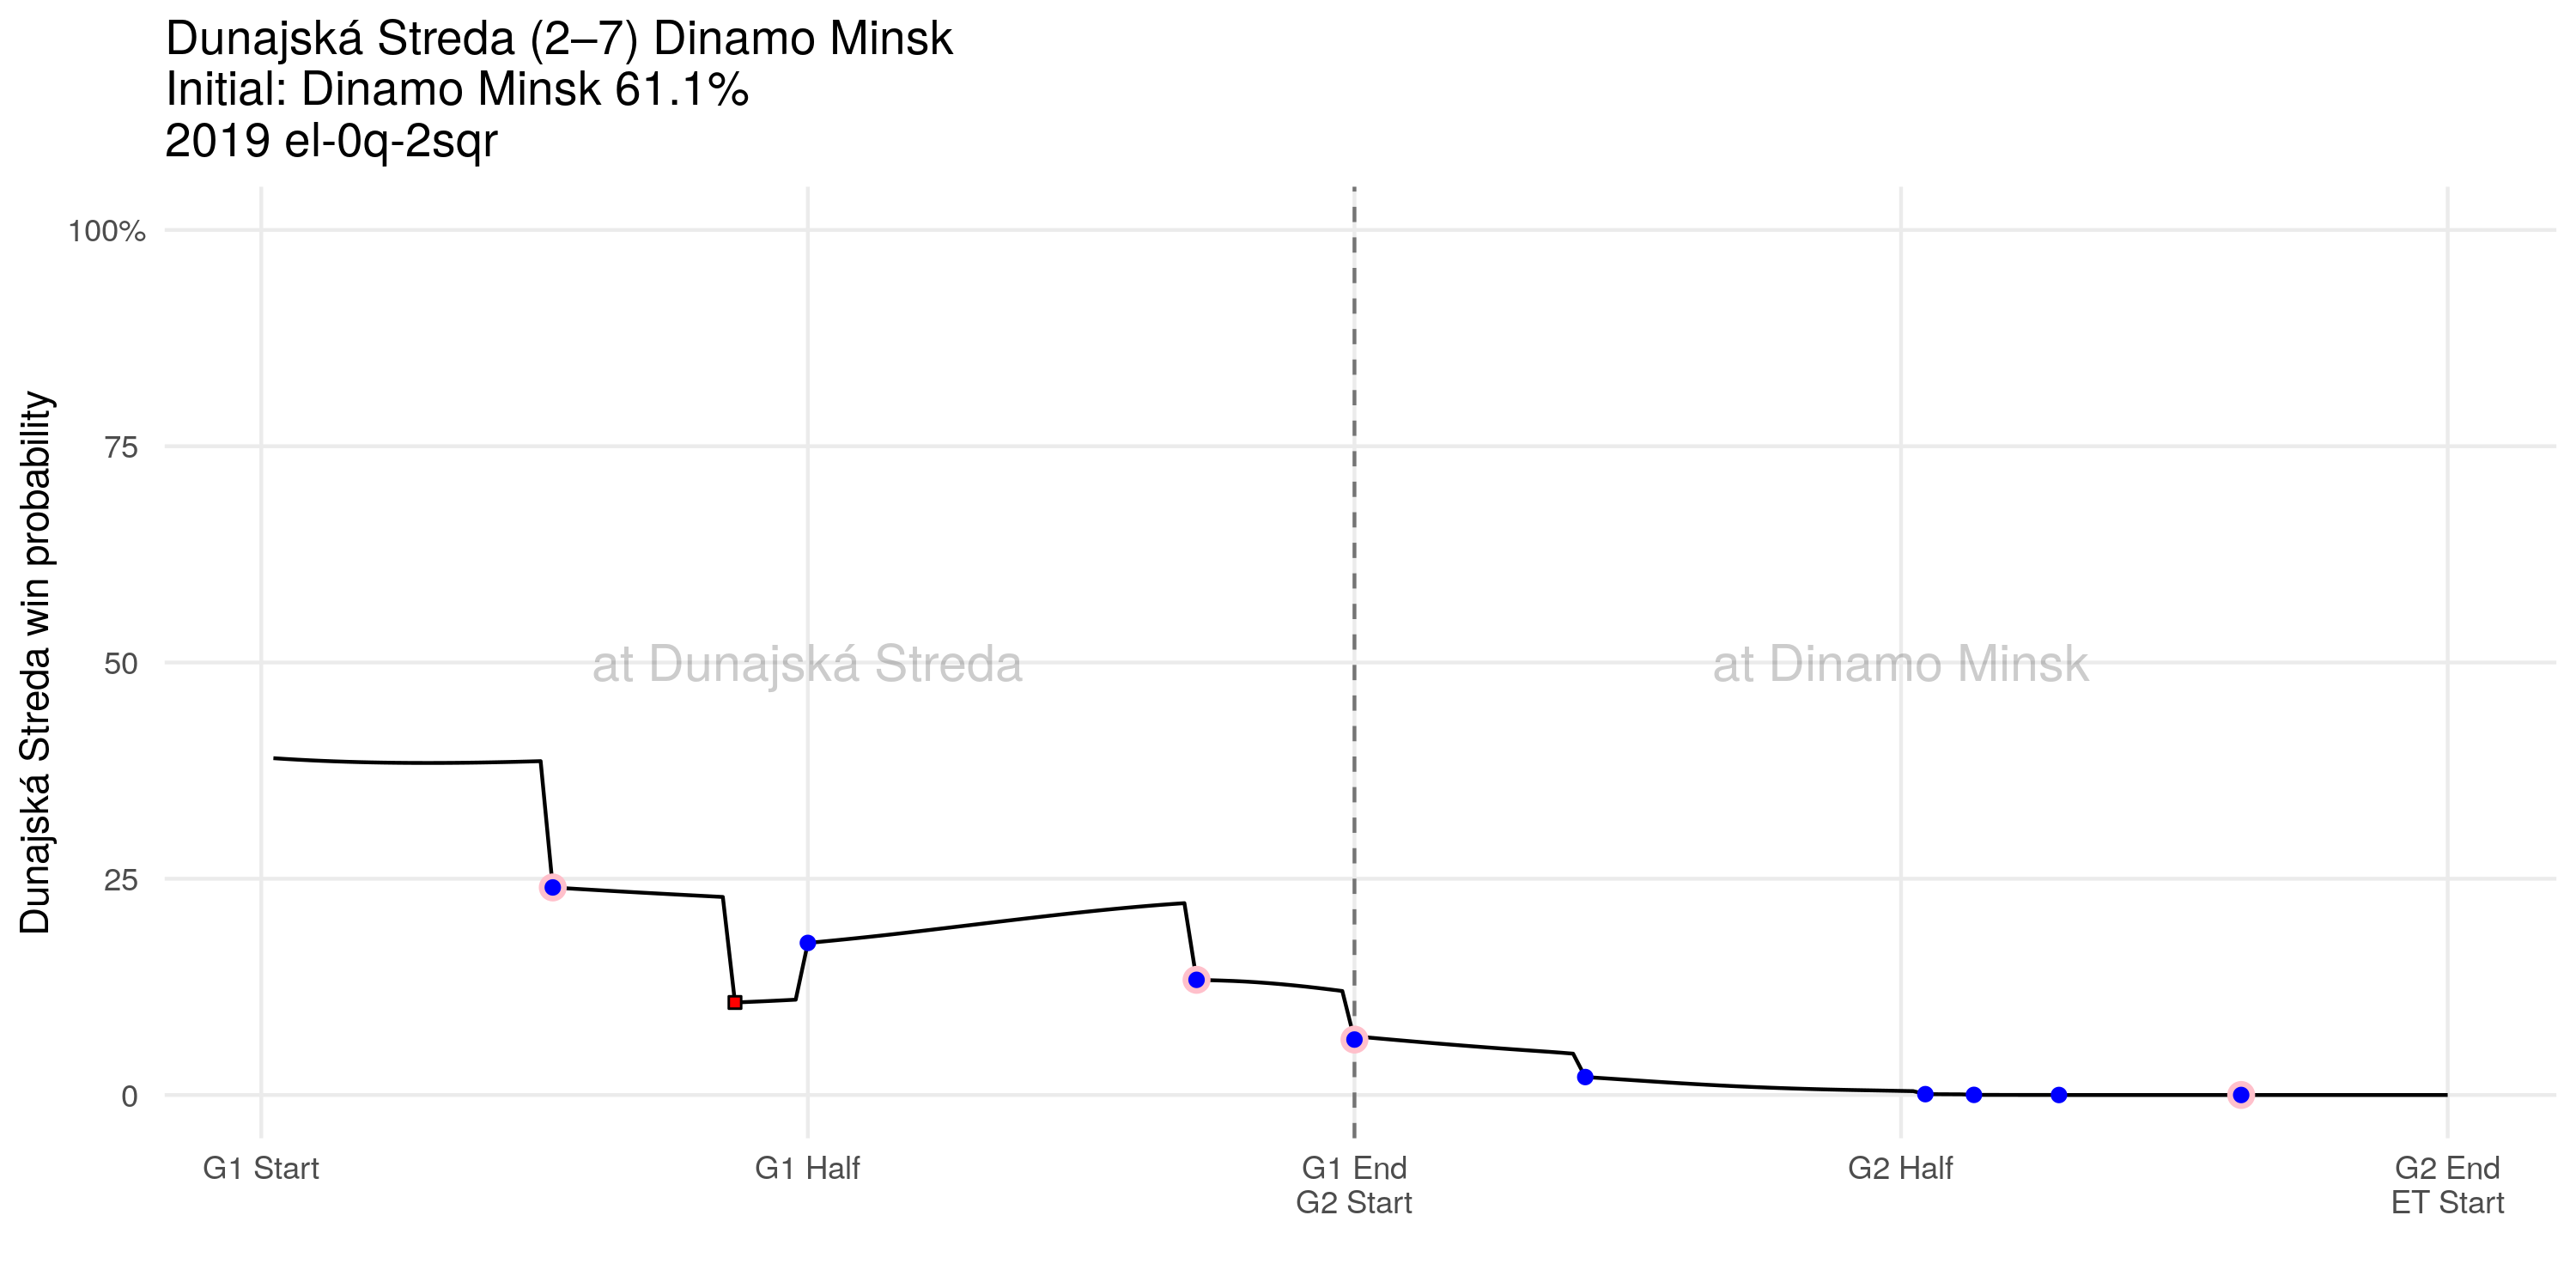 Dunajská Streda (2–7) Dinamo Minsk
Initial: Dinamo Minsk 61.1%
2019 el-0q-2sqr
Dunajská Streda win probability
100%
75
50
25
0
at Dunajská Streda
at Dinamo Minsk
G1 Start
G1 Half
G1 End
G2 Start
G2 Half
G2 End
ET Start